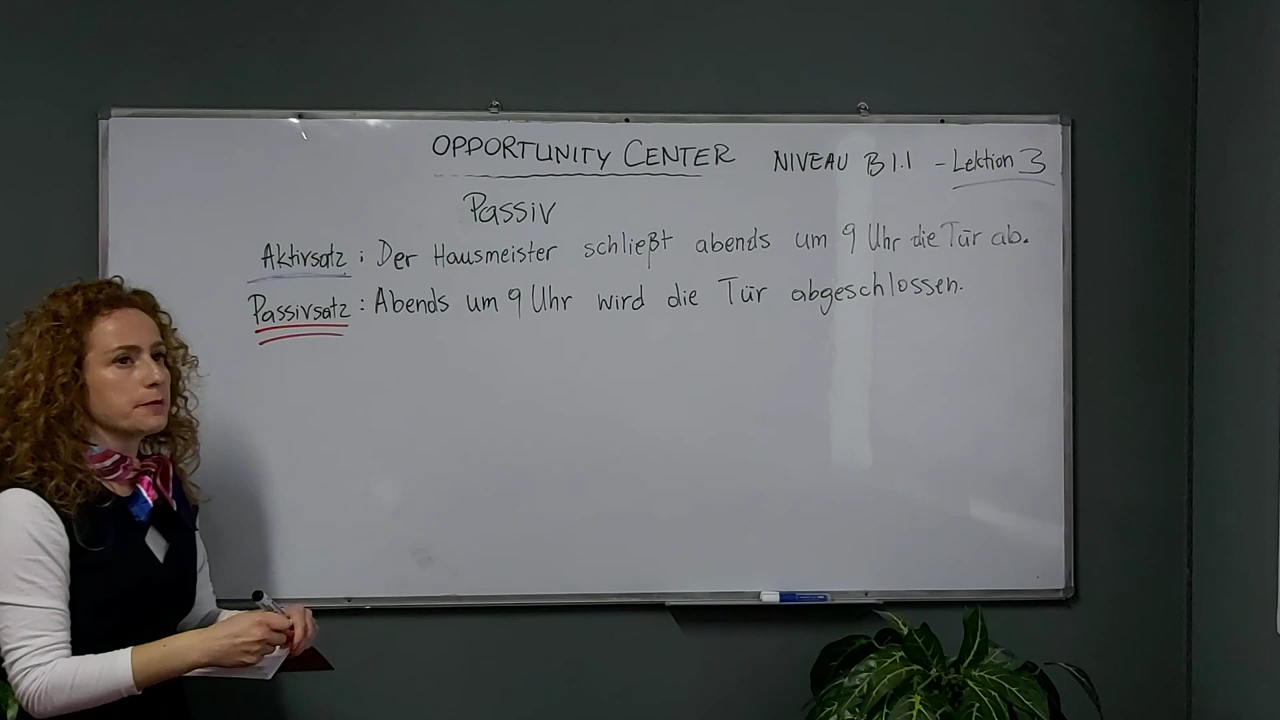 OPPORTUNITY CENTER NIVEAU B1.1 - Lektion 3
Passiv
Aktivsatz : Der Hausmeister schließt abends um 9 Uhr die Tür ab.
Passivsatz : Abends um 9 Uhr wird die Tür abgeschlossen.